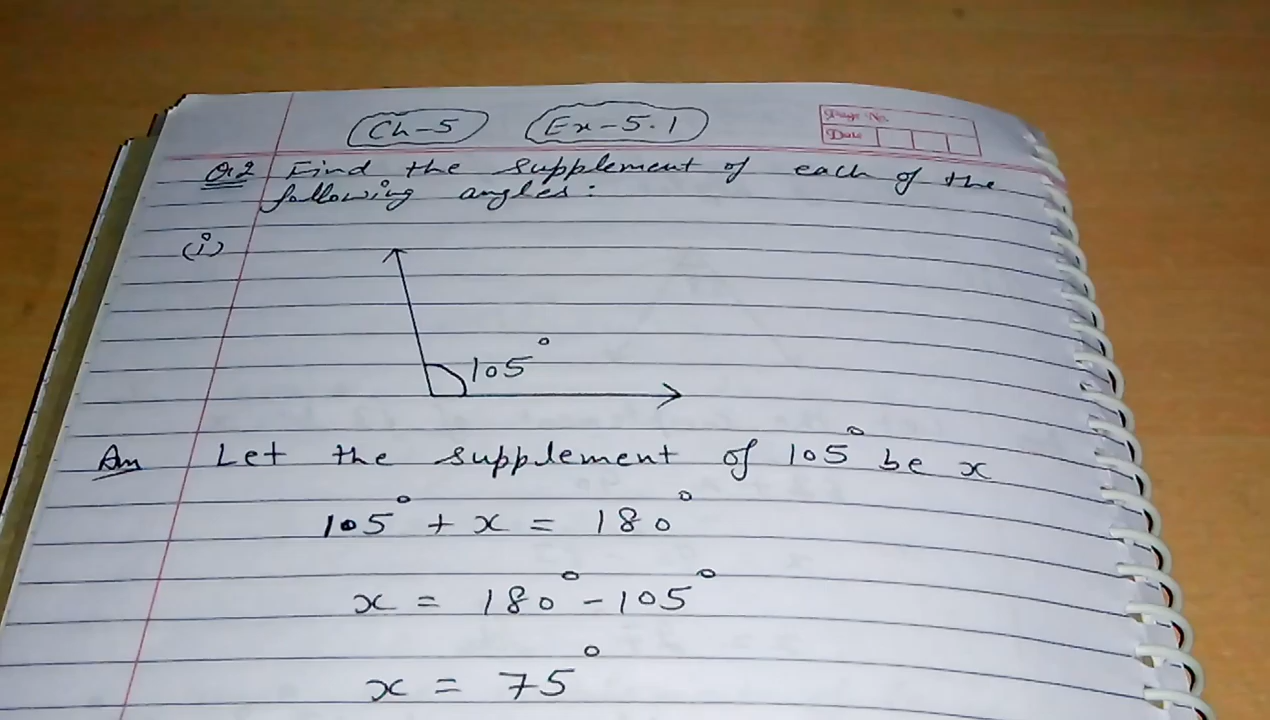 Ch-5 Ex-5.1
Page No.
Date
Q.2 Find the supplement of each of the
following angles:
(i)
105°
Ans Let the supplement of 105° be x
105° + x = 180°
x = 180° - 105°
x = 75°